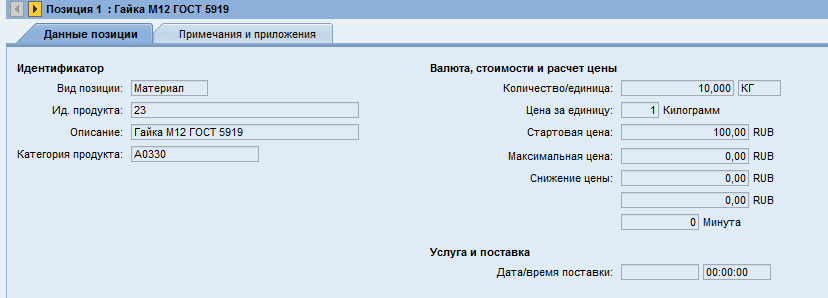 Позиция 1 : Гайка М12 ГОСТ 5919
Данные позиции
Примечания и приложения
Идентификатор
Вид позиции: Материал
Ид. продукта: 23
Описание: Гайка М12 ГОСТ 5919
Категория продукта: A0330
Валюта, стоимости и расчет цены
Количество/единица: 10,000 КГ
Цена за единицу: 1 Килограмм
Стартовая цена: 100,00 RUB
Максимальная цена: 0,00 RUB
Снижение цены: 0,00 RUB
0,00 RUB
0 Минута
Услуга и поставка
Дата/время поставки: 00:00:00